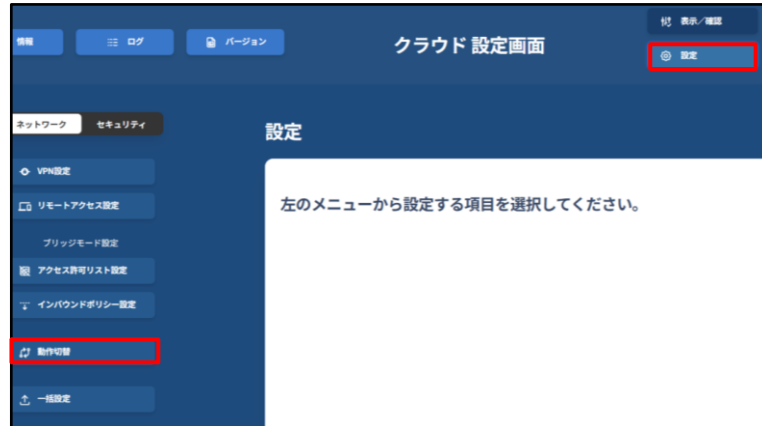 情報
ログ
バージョン
クラウド 設定画面
表示／確認
設定
ネットワーク
セキュリティ
設定
VPN設定
リモートアクセス設定
左のメニューから設定する項目を選択してください。
ブリッジモード設定
アクセス許可リスト設定
インバウンドポリシー設定
動作切替
一括設定